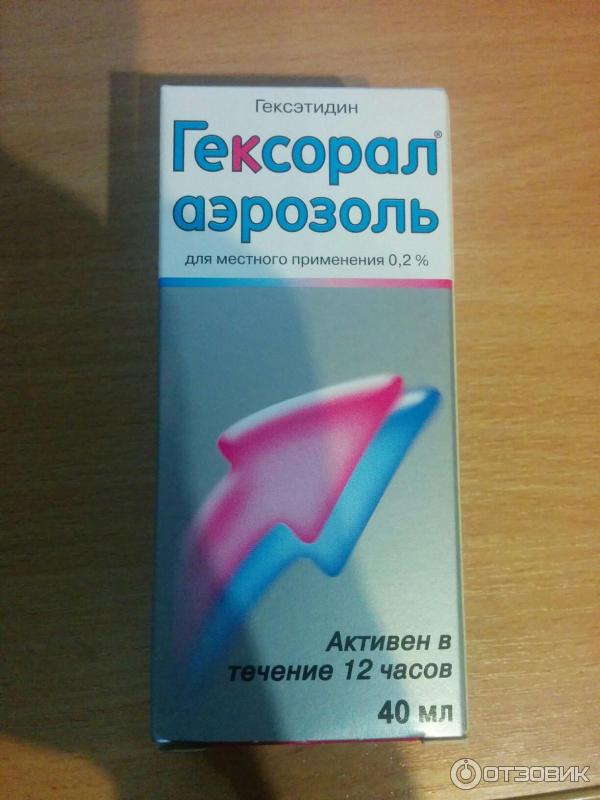 Гексэтидин
Гексорал®
аэрозоль
для местного применения 0,2 %
Активен в
течение 12 часов
40 мл
ОТЗОВИК